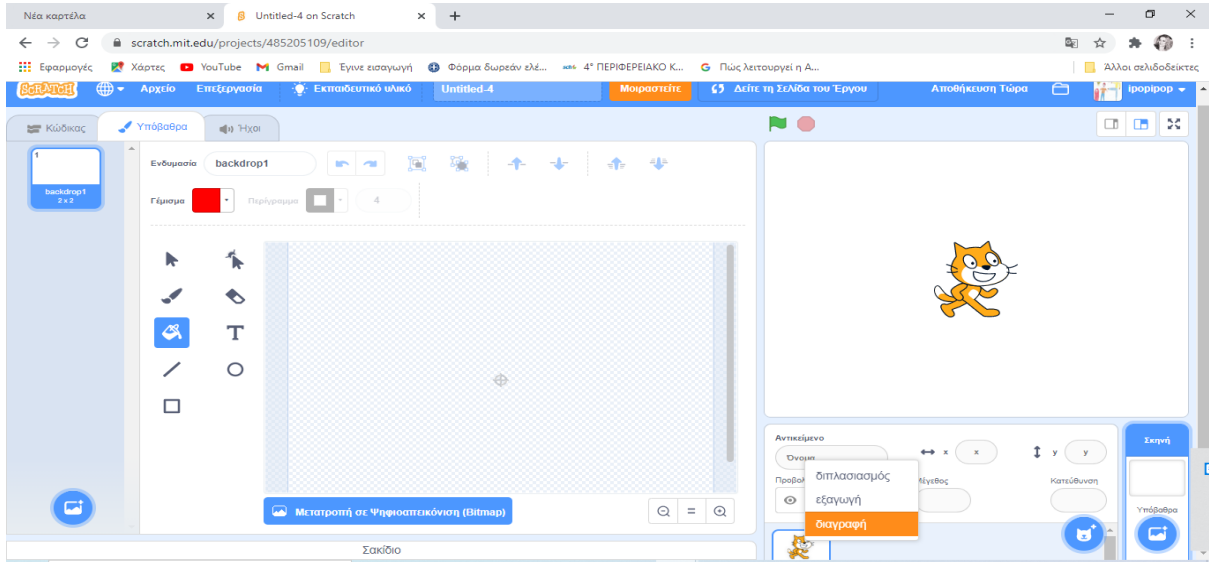 Νέα καρτέλα
Untitled-4 on Scratch
scratch.mit.edu/projects/485205109/editor
Εφαρμογές Χάρτες YouTube Gmail Έγινε εισαγωγή Φόρμα δωρεάν ελέ... 4° ΠΕΡΙΦΕΡΕΙΑΚΟ Κ... Πώς λειτουργεί η Α... Άλλοι σελιδοδείκτες
SCRATCH Αρχείο Επεξεργασία Εκπαιδευτικό υλικό Untitled-4 Μοιραστείτε Δείτε τη Σελίδα του Έργου Αποθήκευση Τώρα ipopipop
Κώδικας Υπόβαθρα Ήχοι
1
backdrop1
2 x 2
Ενδυμασία backdrop1
Γέμισμα Περίγραμμα 4
T
Μετατροπή σε Ψηφιοαπεικόνιση (Bitmap)
Σακίδιο
Αντικείμενο
Όνομα x x y y
Μέγεθος Κατεύθυνση
διπλασιασμός
εξαγωγή
διαγραφή
Σκηνή
Υπόβαθρα